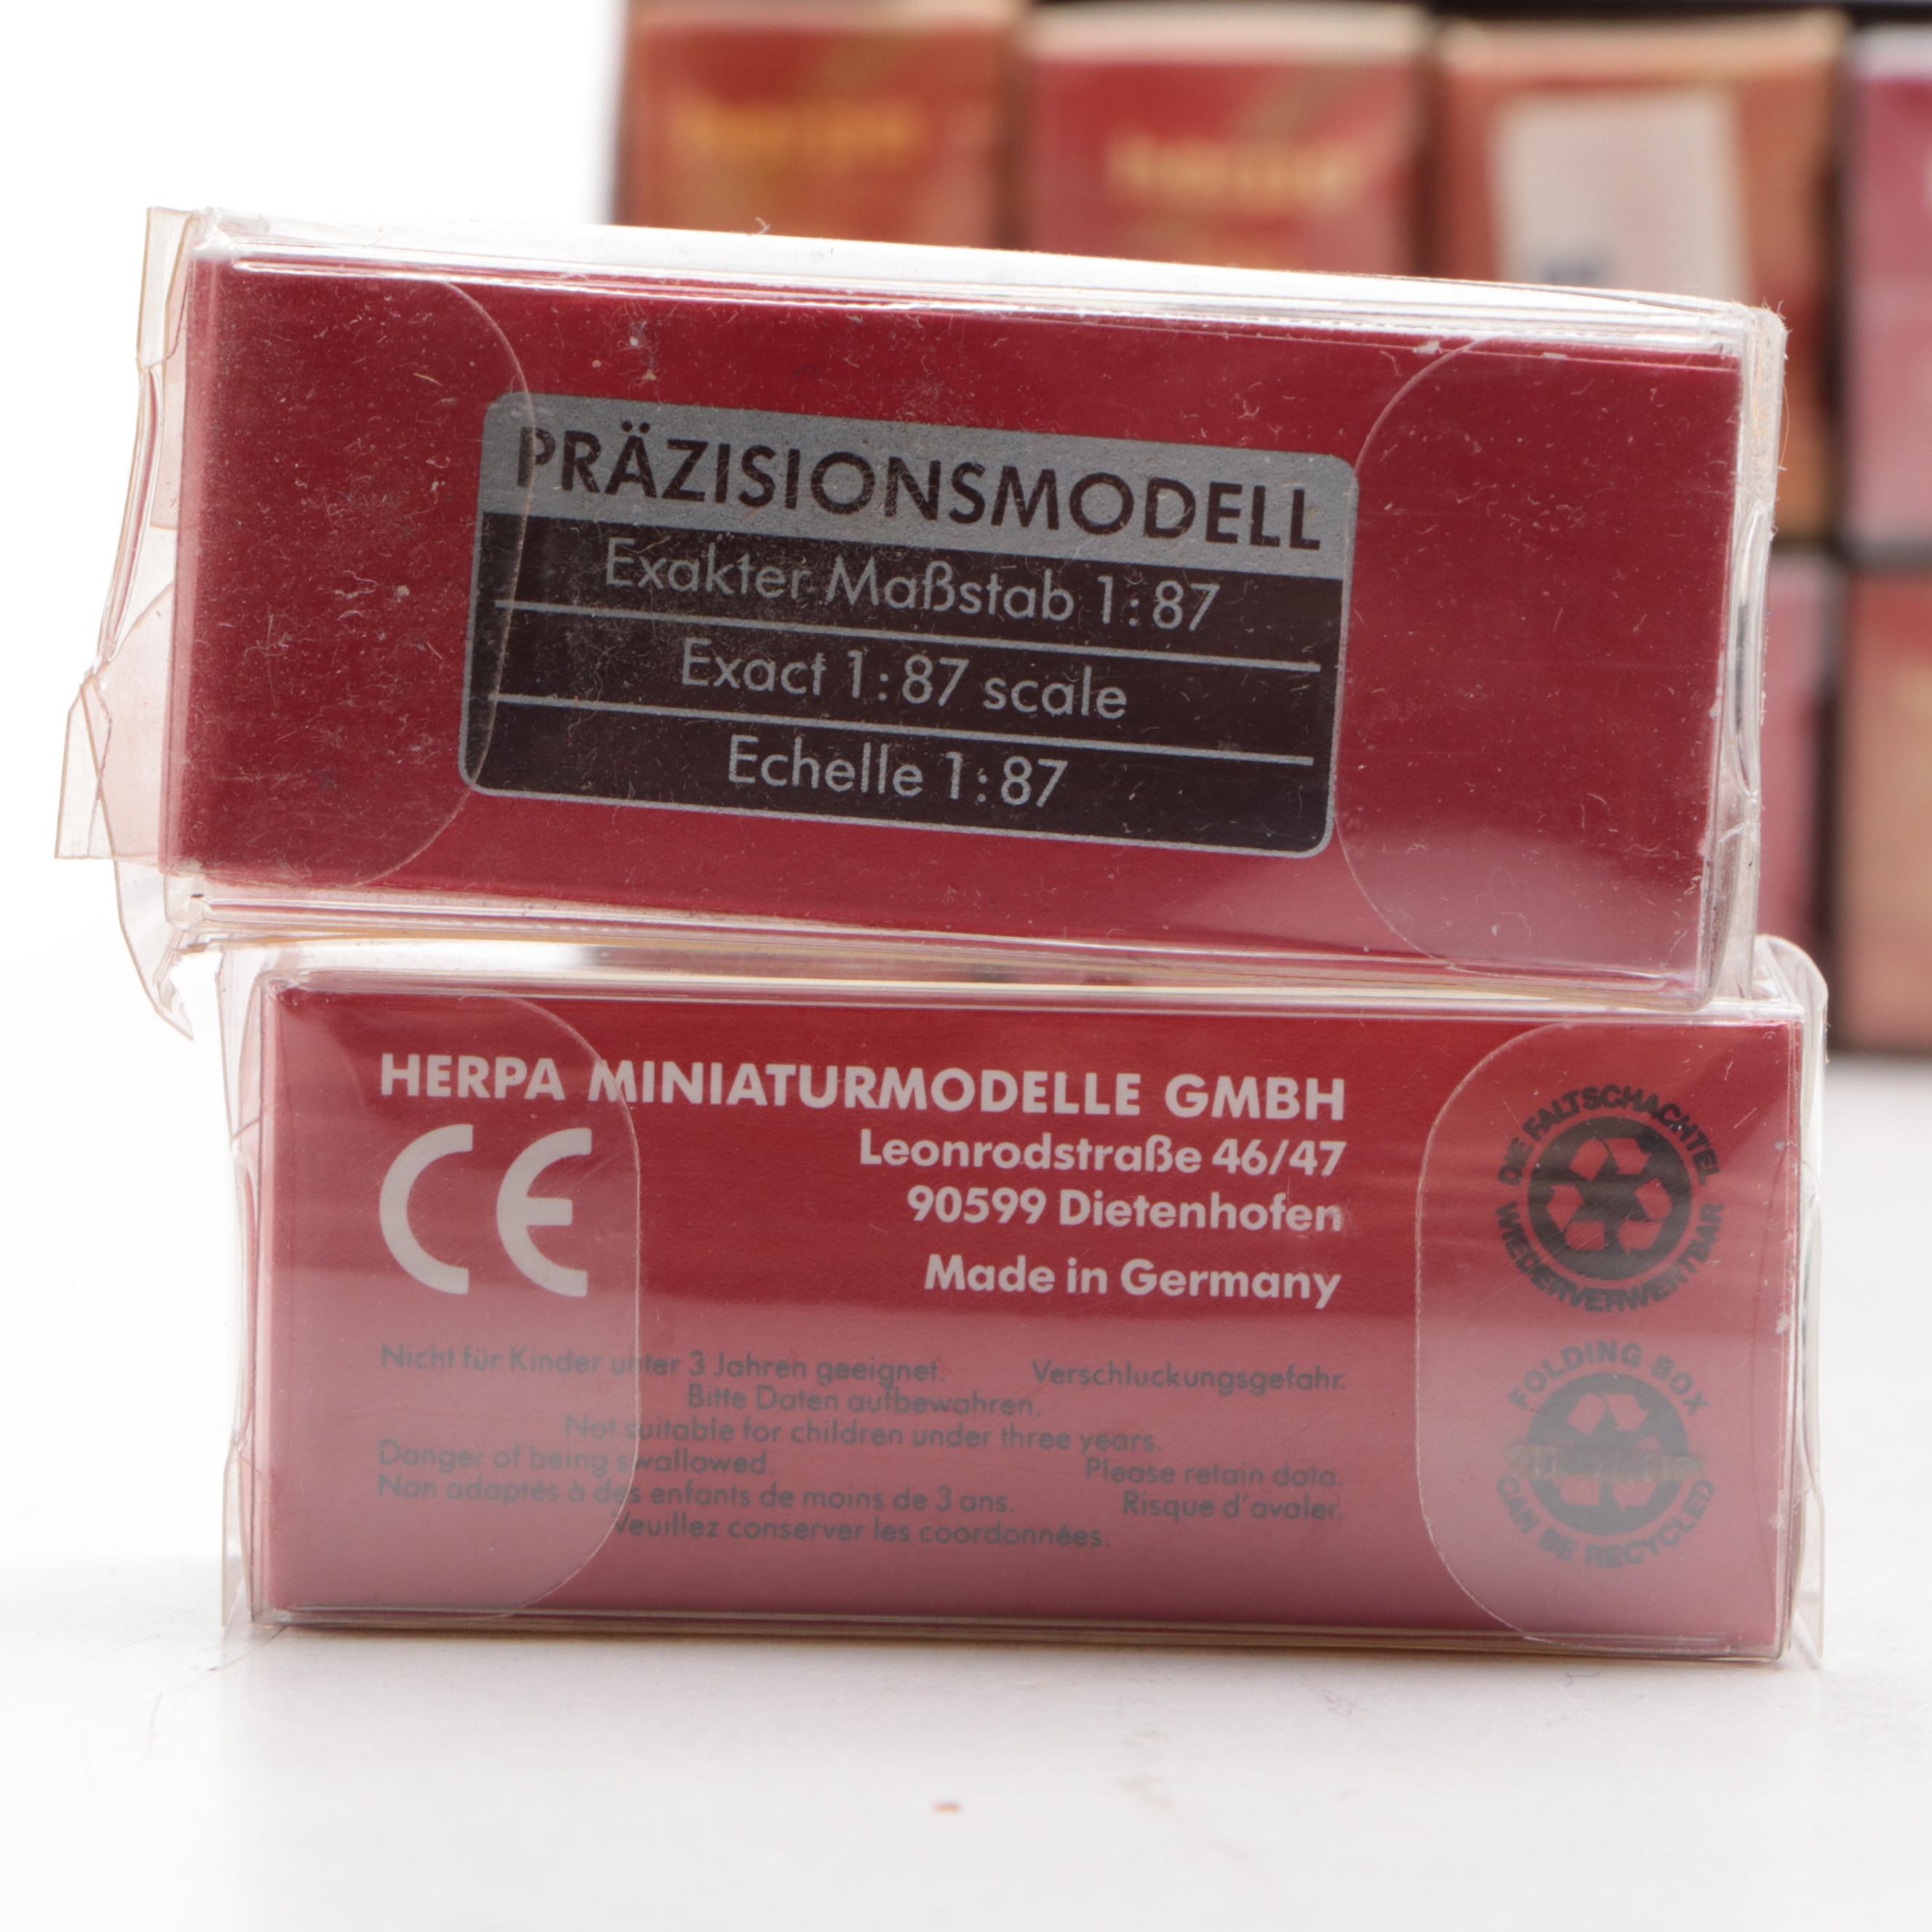 PRÄZISIONSMODELL
Exakter Maßstab 1:87
Exact 1:87 scale
Echelle 1:87
HERPA MINIATURMODELLE GMBH
CE
Leonrodstraße 46/47
90599 Dietenhofen
Made in Germany
Nicht für Kinder unter 3 Jahren geeignet. Verschluckungsgefahr.
Bitte Daten aufbewahren.
Not suitable for children under three years.
Danger of being swallowed. Please retain data.
Non adaptés à des enfants de moins de 3 ans. Risque d'avaler.
Veuillez conserver les coordonnées.
DIE FALTSCHACHTEL
WIEDERVERWERTBAR
FOLDING BOX
CAN BE RECYCLED